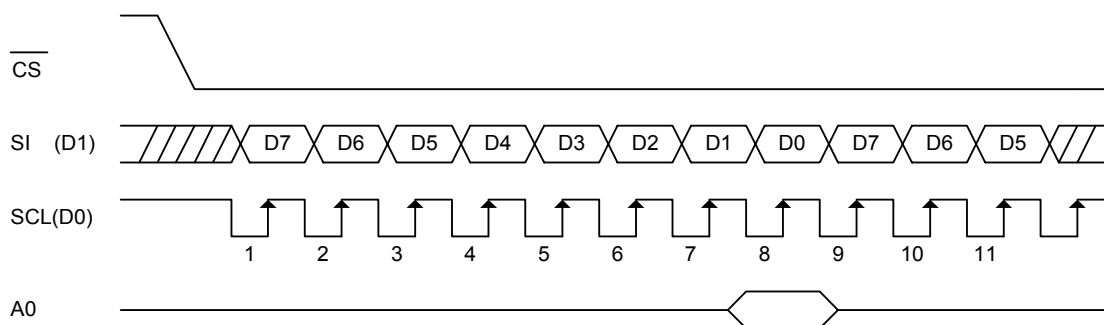 CS
SI (D1) D7 D6 D5 D4 D3 D2 D1 D0 D7 D6 D5
SCL(D0)
1 2 3 4 5 6 7 8 9 10 11
A0